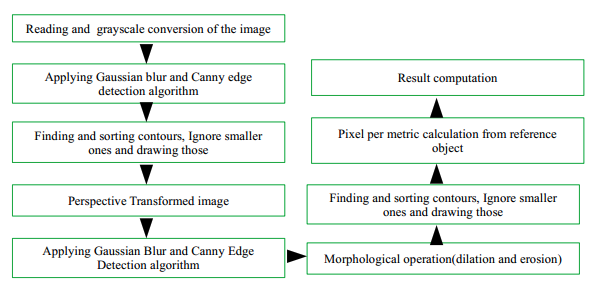 Reading and grayscale conversion of the image
Applying Gaussian blur and Canny edge
detection algorithm
Finding and sorting contours, Ignore smaller
ones and drawing those
Perspective Transformed image
Applying Gaussian Blur and Canny Edge
Detection algorithm
Morphological operation(dilation and erosion)
Finding and sorting contours, Ignore smaller
ones and drawing those
Pixel per metric calculation from reference
object
Result computation